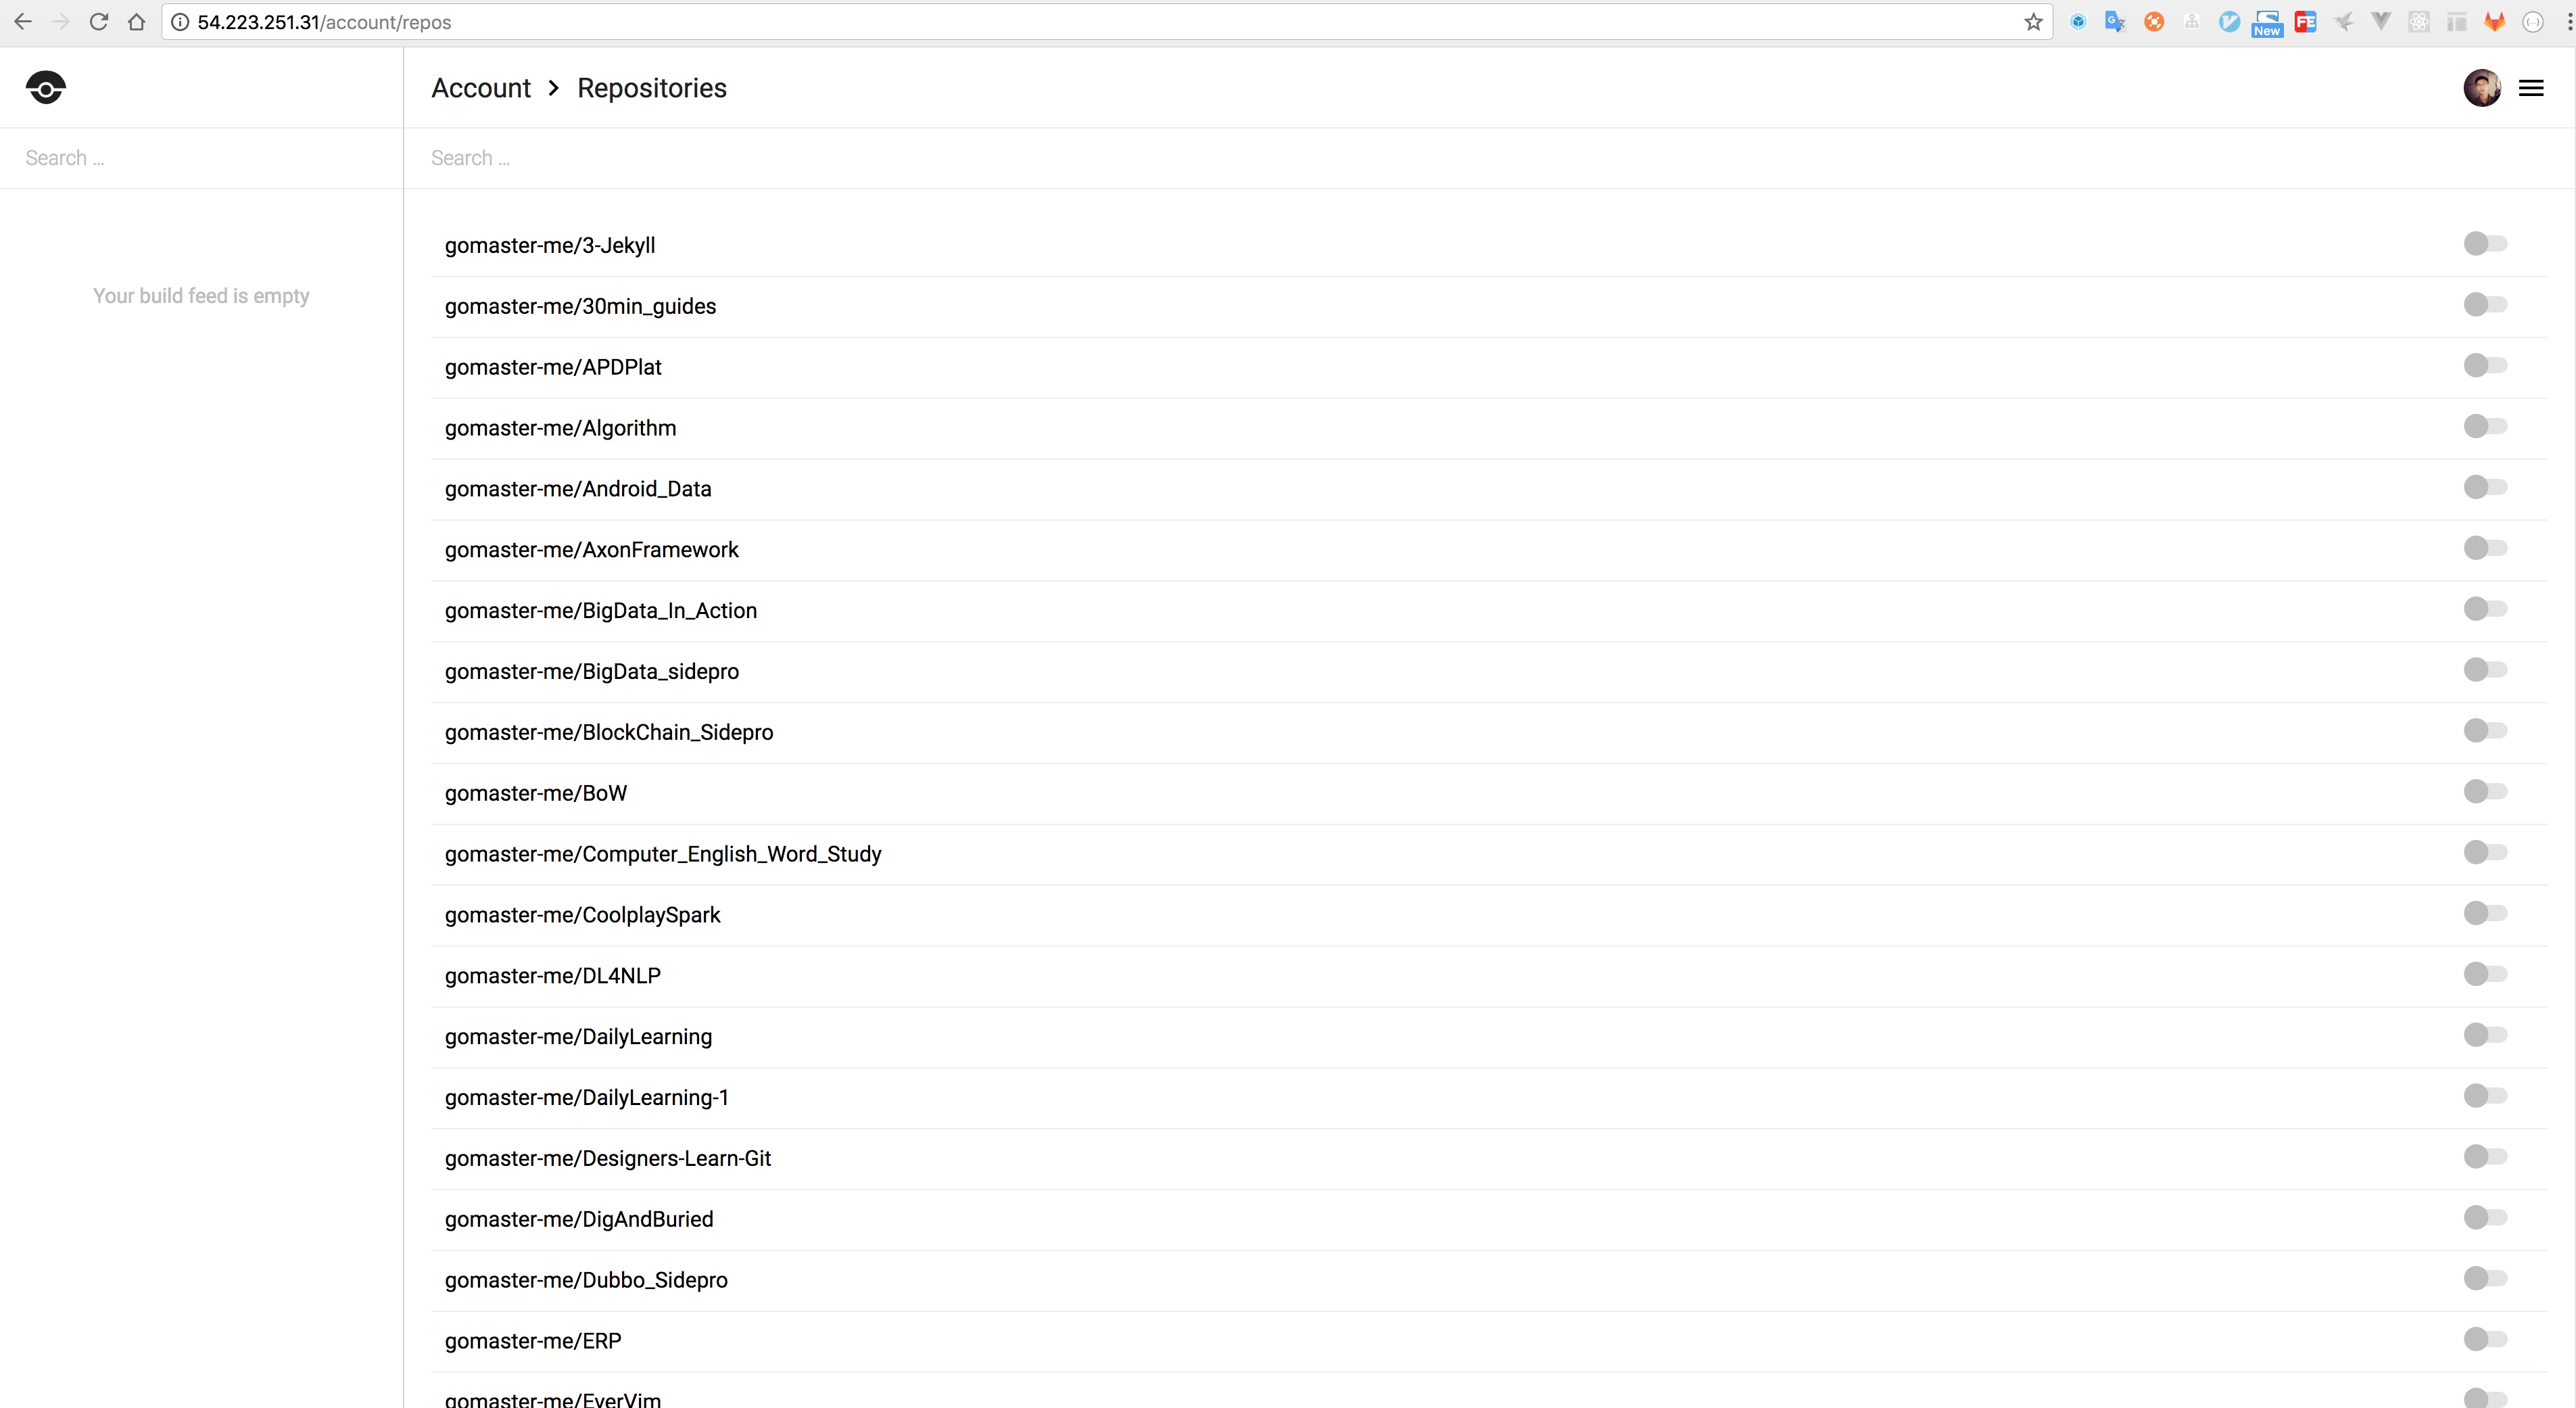 54.223.251.31/account/repos
New
FE
Account > Repositories
Search ...
Search ...
Your build feed is empty
gomaster-me/3-Jekyll
gomaster-me/30min_guides
gomaster-me/APDPlat
gomaster-me/Algorithm
gomaster-me/Android_Data
gomaster-me/AxonFramework
gomaster-me/BigData_In_Action
gomaster-me/BigData_sidepro
gomaster-me/BlockChain_Sidepro
gomaster-me/BoW
gomaster-me/Computer_English_Word_Study
gomaster-me/CoolplaySpark
gomaster-me/DL4NLP
gomaster-me/DailyLearning
gomaster-me/DailyLearning-1
gomaster-me/Designers-Learn-Git
gomaster-me/DigAndBuried
gomaster-me/Dubbo_Sidepro
gomaster-me/ERP
gomaster-me/EverVim